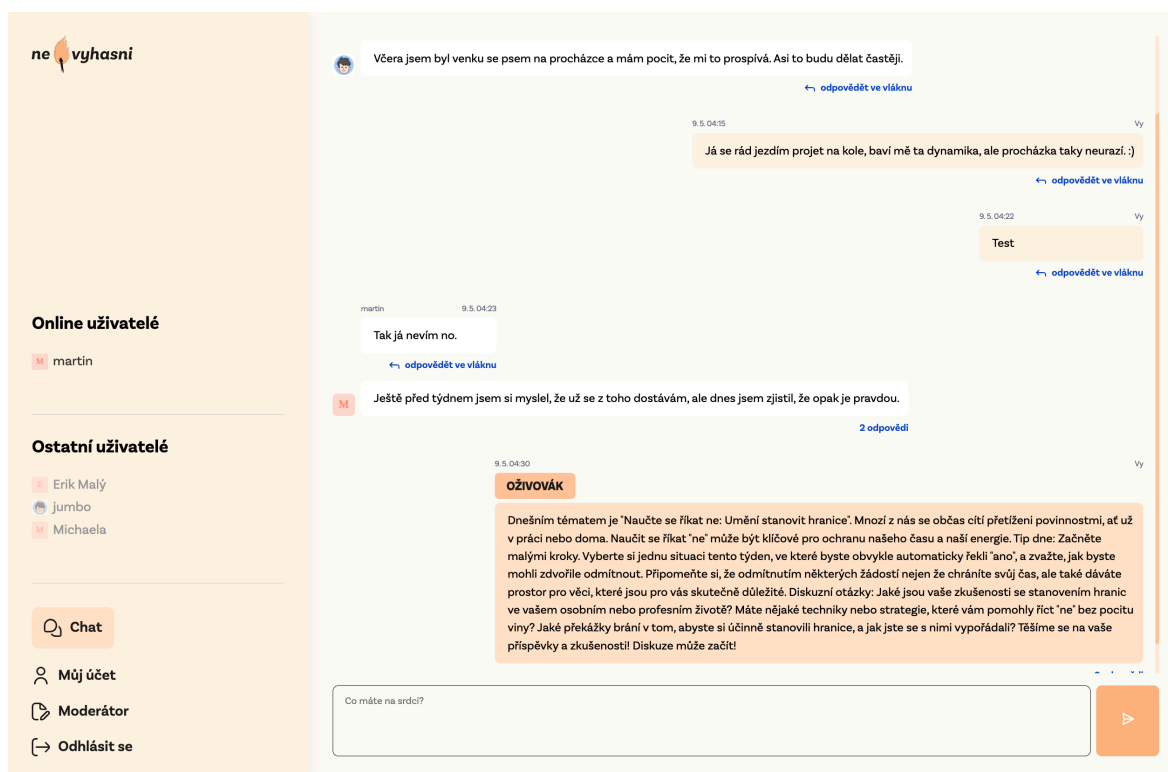 ne vyhasni
Online uživatelé
M martin
Ostatní uživatelé
E Erik Malý
jumbo
M Michaela
Chat
Můj účet
Moderátor
Odhlásit se
Včera jsem byl venku se psem na procházce a mám pocit, že mi to prospívá. Asi to budu dělat častěji.
odpovědět ve vláknu
9. 5. 04:15 Vy
Já se rád jezdím projet na kole, baví mě ta dynamika, ale procházka taky neurazí. :)
odpovědět ve vláknu
9. 5. 04:22 Vy
Test
odpovědět ve vláknu
martin 9. 5. 04:23
Tak já nevím no.
odpovědět ve vláknu
M Ještě před týdnem jsem si myslel, že už se z toho dostávám, ale dnes jsem zjistil, že opak je pravdou.
2 odpovědi
9. 5. 04:30 Vy
OŽIVOVÁK
Dnešním tématem je "Naučte se říkat ne: Umění stanovit hranice". Mnozí z nás se občas cítí přetíženi povinnostmi, ať už
v práci nebo doma. Naučit se říkat "ne" může být klíčové pro ochranu našeho času a naší energie. Tip dne: Začněte
malými kroky. Vyberte si jednu situaci tento týden, ve které byste obvykle automaticky řekli "ano", a zvažte, jak byste
mohli zdvořile odmítnout. Připomeňte si, že odmítnutím některých žádostí nejen že chráníte svůj čas, ale také dáváte
prostor pro věci, které jsou pro vás skutečně důležité. Diskuzní otázky: Jaké jsou vaše zkušenosti se stanovením hranic
ve vašem osobním nebo profesním životě? Máte nějaké techniky nebo strategie, které vám pomohly říct "ne" bez pocitu
viny? Jaké překážky brání v tom, abyste si účinně stanovili hranice, a jak jste se s nimi vypořádali? Těšíme se na vaše
příspěvky a zkušenosti! Diskuze může začít!
Co máte na srdci?